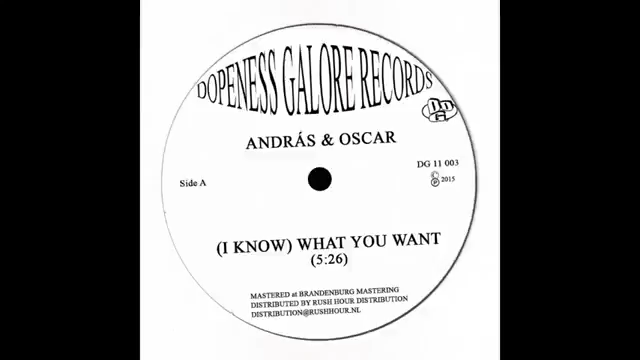 DOPENESS GALORE RECORDS
DG
ANDRÁS & OSCAR
DG 11 003
Side A
© ℗ 2015
(I KNOW) WHAT YOU WANT
(5:26)
MASTERED at BRANDENBURG MASTERING
DISTRIBUTED BY RUSH HOUR DISTRIBUTION
DISTRIBUTION@RUSHHOUR.NL